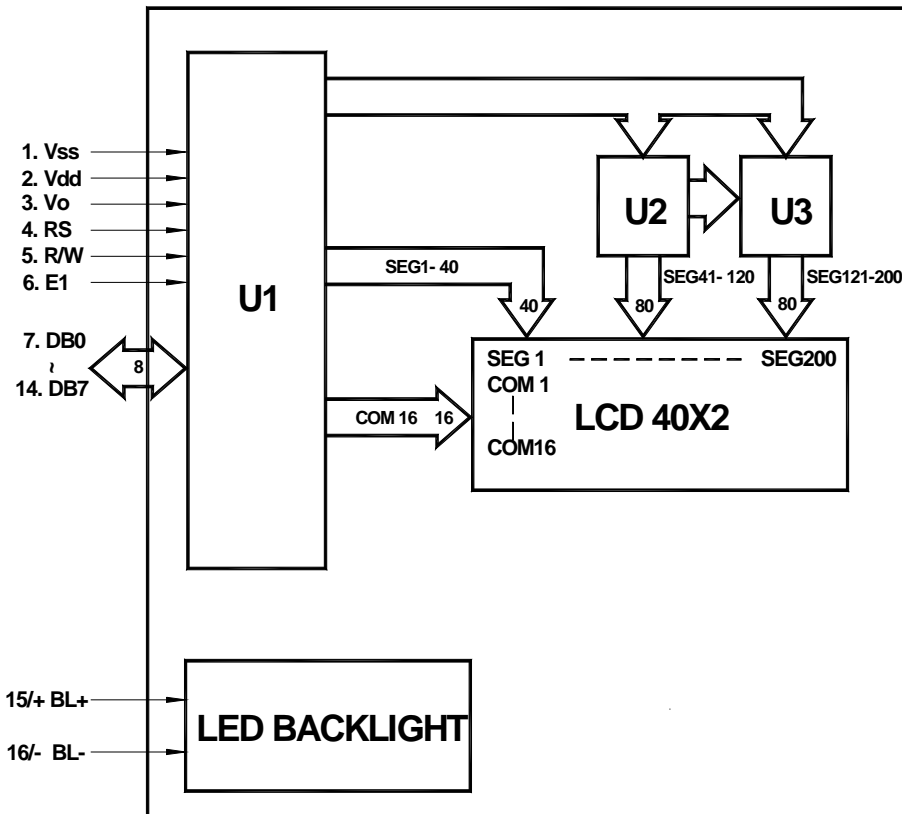 1. Vss
2. Vdd
3. Vo
4. RS
5. R/W
6. E1
7. DB0
~
14. DB7
8
U1
U2
U3
SEG1- 40
40
SEG41- 120
80
SEG121-200
80
COM 16 16
SEG 1 SEG200
COM 1
COM16
LCD 40X2
15/+ BL+
16/- BL-
LED BACKLIGHT